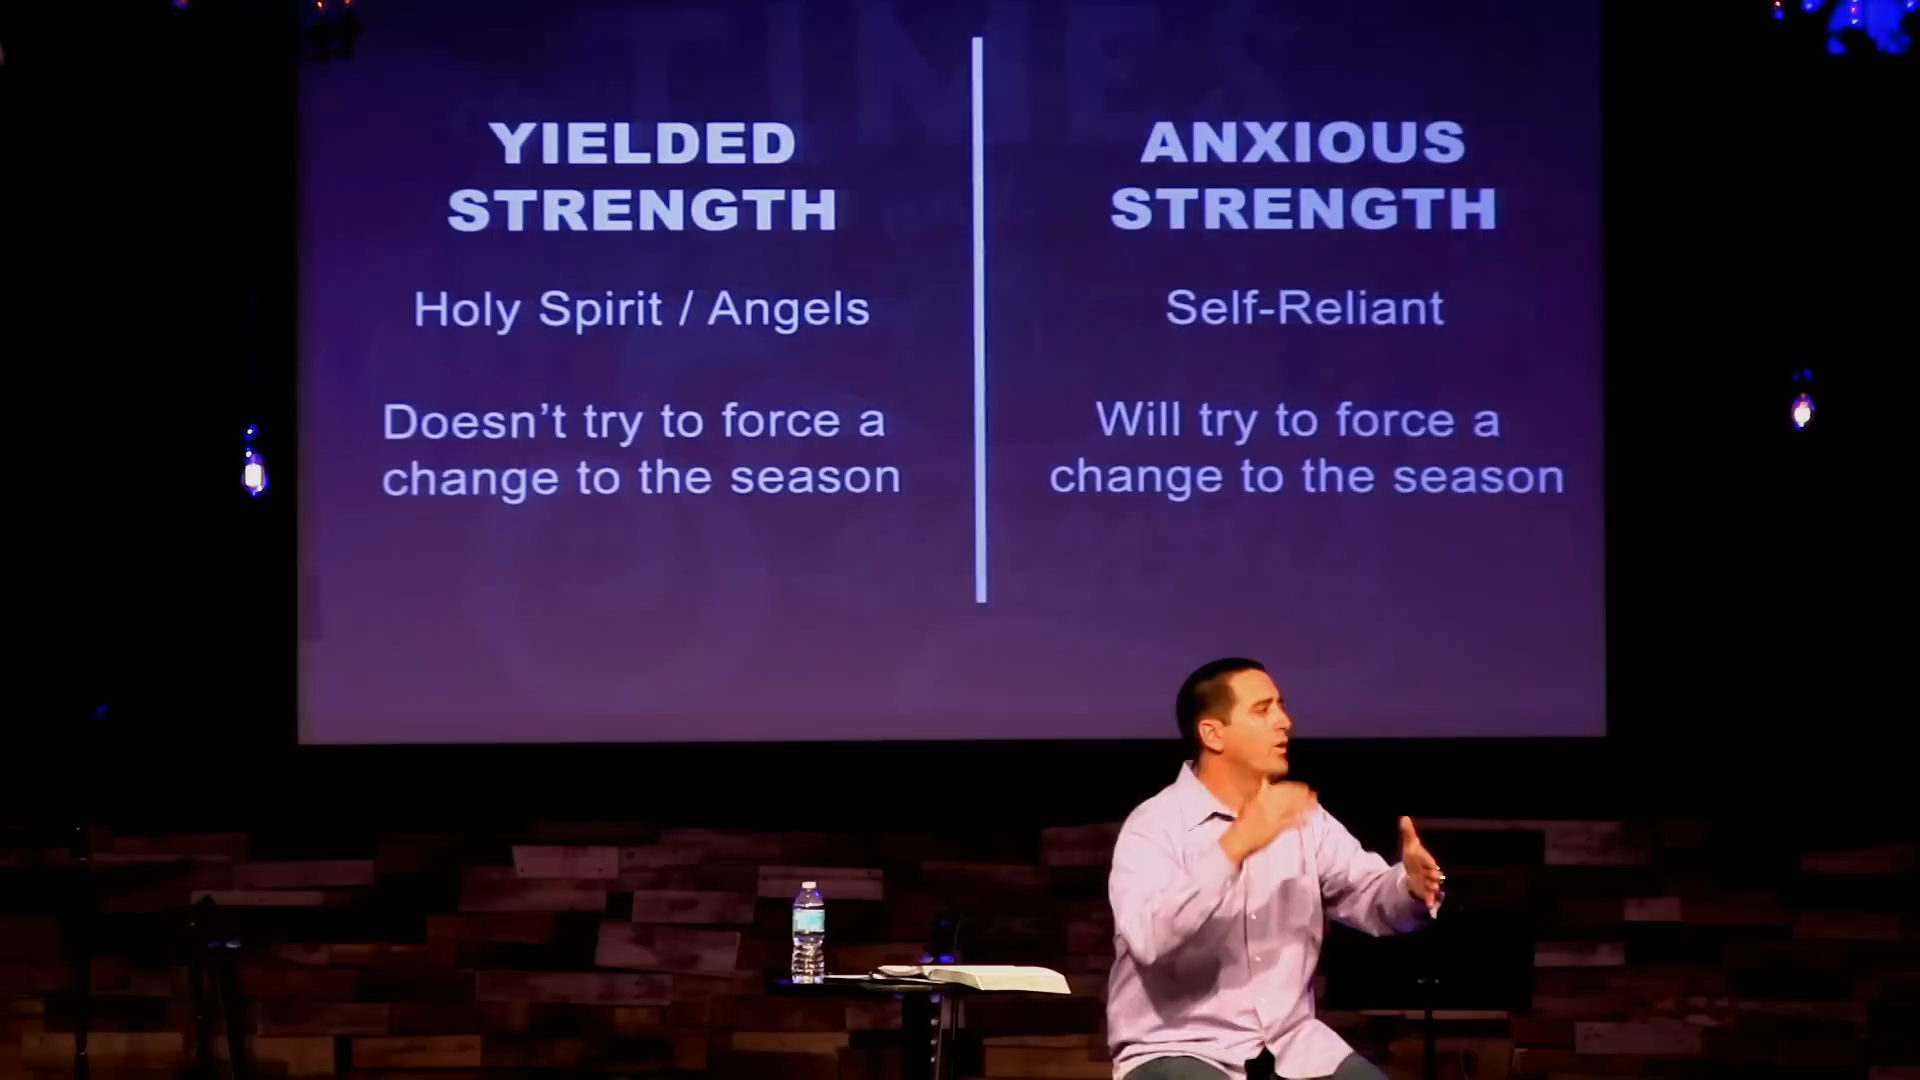 TIMES
YIELDED
STRENGTH
Holy Spirit / Angels
Doesn't try to force a
change to the season
ANXIOUS
STRENGTH
Self-Reliant
Will try to force a
change to the season